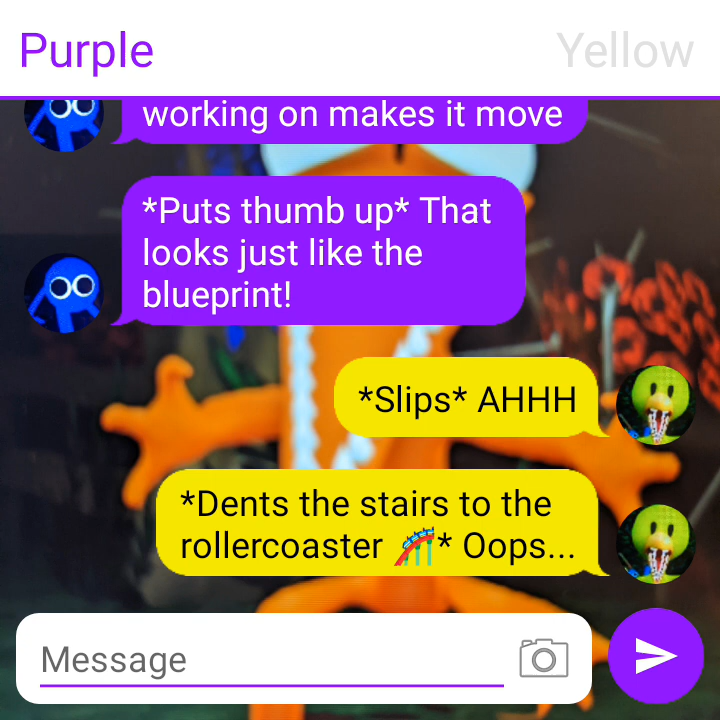 Purple
Yellow
working on makes it move
*Puts thumb up* That
looks just like the
blueprint!
*Slips* AHHH
*Dents the stairs to the
rollercoaster 🎢* Oops...
Message